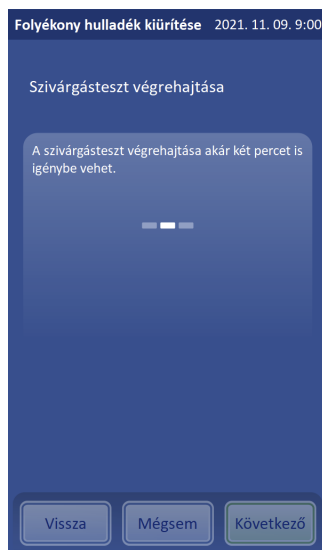 Folyékony hulladék kiürítése 2021. 11. 09. 9:00
Szivárgásteszt végrehajtása
A szivárgásteszt végrehajtása akár két percet is
igénybe vehet.
Vissza Mégsem Következő